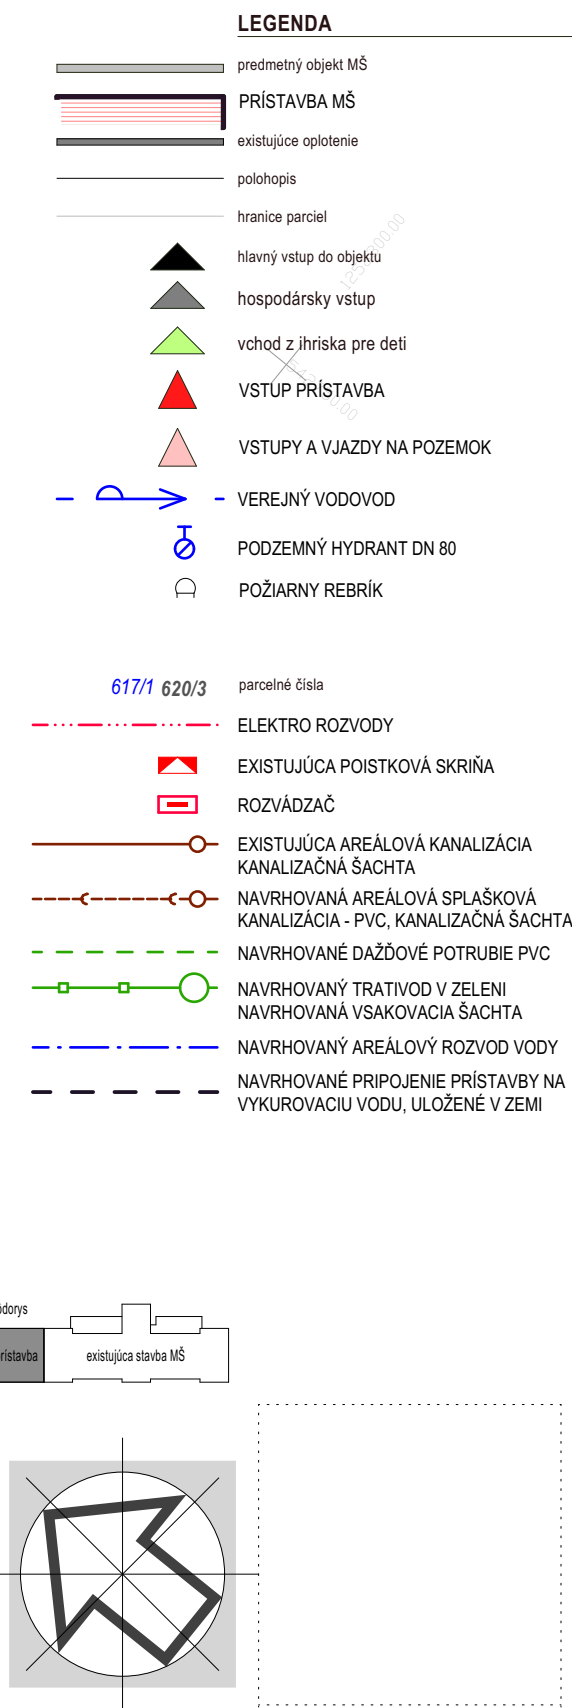 LEGENDA
predmetný objekt MŠ
PRÍSTAVBA MŠ
existujúce oplotenie
polohopis
hranice parciel
hlavný vstup do objektu
hospodársky vstup
vchod z ihriska pre deti
VSTUP PRÍSTAVBA
VSTUPY A VJAZDY NA POZEMOK
VEREJNÝ VODOVOD
PODZEMNÝ HYDRANT DN 80
POŽIARNY REBRÍK
617/1 620/3 parcelné čísla
ELEKTRO ROZVODY
EXISTUJÚCA POISTKOVÁ SKRIŇA
ROZVÁDZAČ
EXISTUJÚCA AREÁLOVÁ KANALIZÁCIA
KANALIZAČNÁ ŠACHTA
NAVRHOVANÁ AREÁLOVÁ SPLAŠKOVÁ
KANALIZÁCIA - PVC, KANALIZAČNÁ ŠACHTA
NAVRHOVANÉ DAŽĎOVÉ POTRUBIE PVC
NAVRHOVANÝ TRATIVOD V ZELENI
NAVRHOVANÁ VSAKOVACIA ŠACHTA
NAVRHOVANÝ AREÁLOVÝ ROZVOD VODY
NAVRHOVANÉ PRIPOJENIE PRÍSTAVBY NA
VYKUROVACIU VODU, ULOŽENÉ V ZEMI
ôdorys
prístavba existujúca stavba MŠ